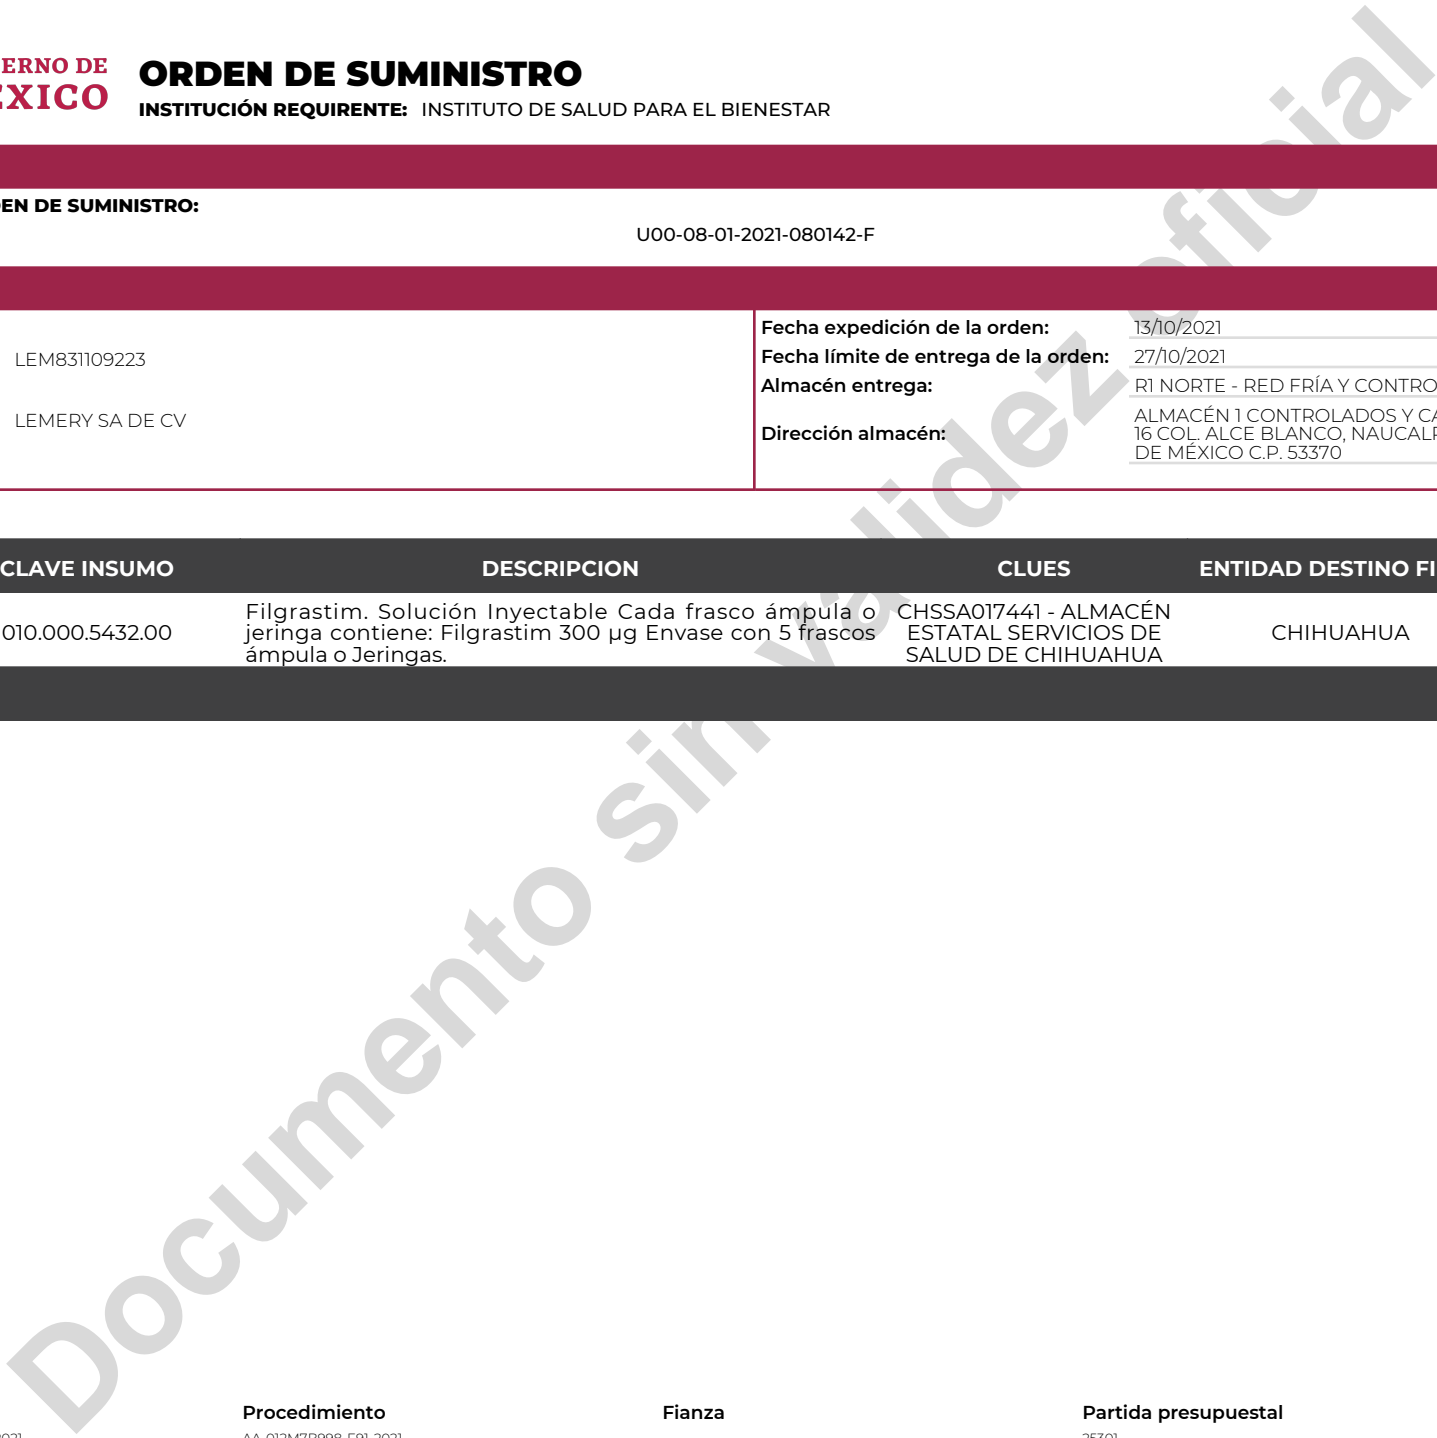 ERNO DE
ÉXICO
ORDEN DE SUMINISTRO
INSTITUCIÓN REQUIRENTE: INSTITUTO DE SALUD PARA EL BIENESTAR
EN DE SUMINISTRO:
U00-08-01-2021-080142-F
LEM831109223
LEMERY SA DE CV
Fecha expedición de la orden: 13/10/2021
Fecha límite de entrega de la orden: 27/10/2021
Almacén entrega: R1 NORTE - RED FRÍA Y CONTRO
Dirección almacén: ALMACÉN 1 CONTROLADOS Y CA
16 COL. ALCE BLANCO, NAUCALP
DE MÉXICO C.P. 53370
CLAVE INSUMO DESCRIPCION CLUES ENTIDAD DESTINO FI
010.000.5432.00
Filgrastim. Solución Inyectable Cada frasco ámpula o
jeringa contiene: Filgrastim 300 µg Envase con 5 frascos
ámpula o Jeringas.
CHSSA017441 - ALMACÉN
ESTATAL SERVICIOS DE
SALUD DE CHIHUAHUA
CHIHUAHUA
Documento sin validez oficial
Procedimiento Fianza Partida presupuestal